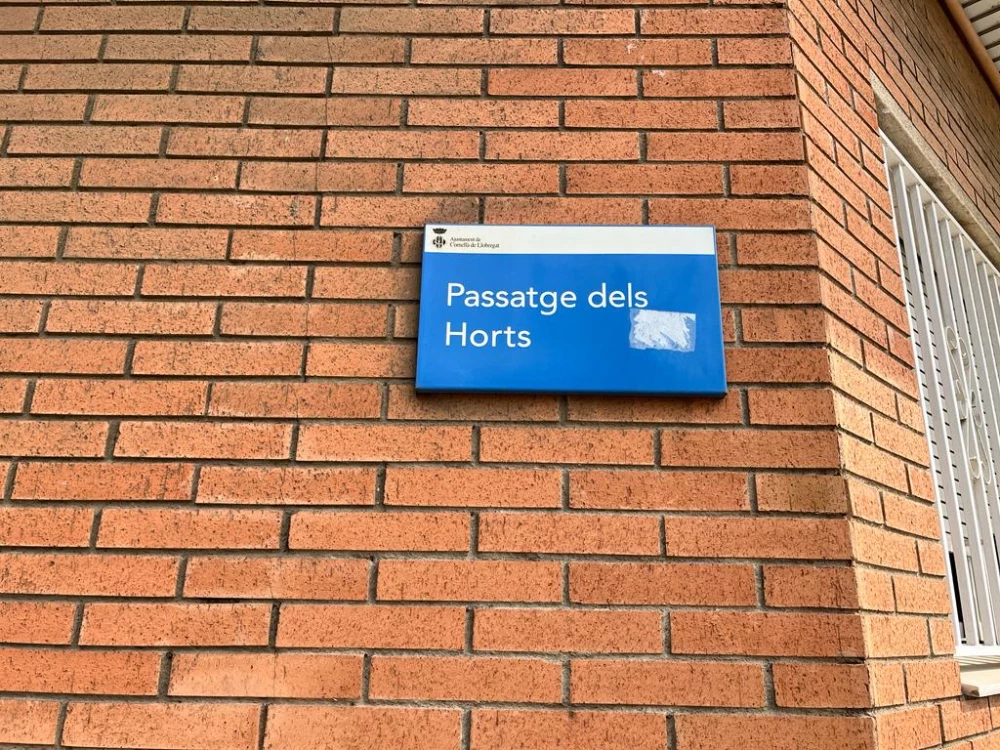 Ajuntament de
Cornellà de Llobregat
Passatge dels
Horts